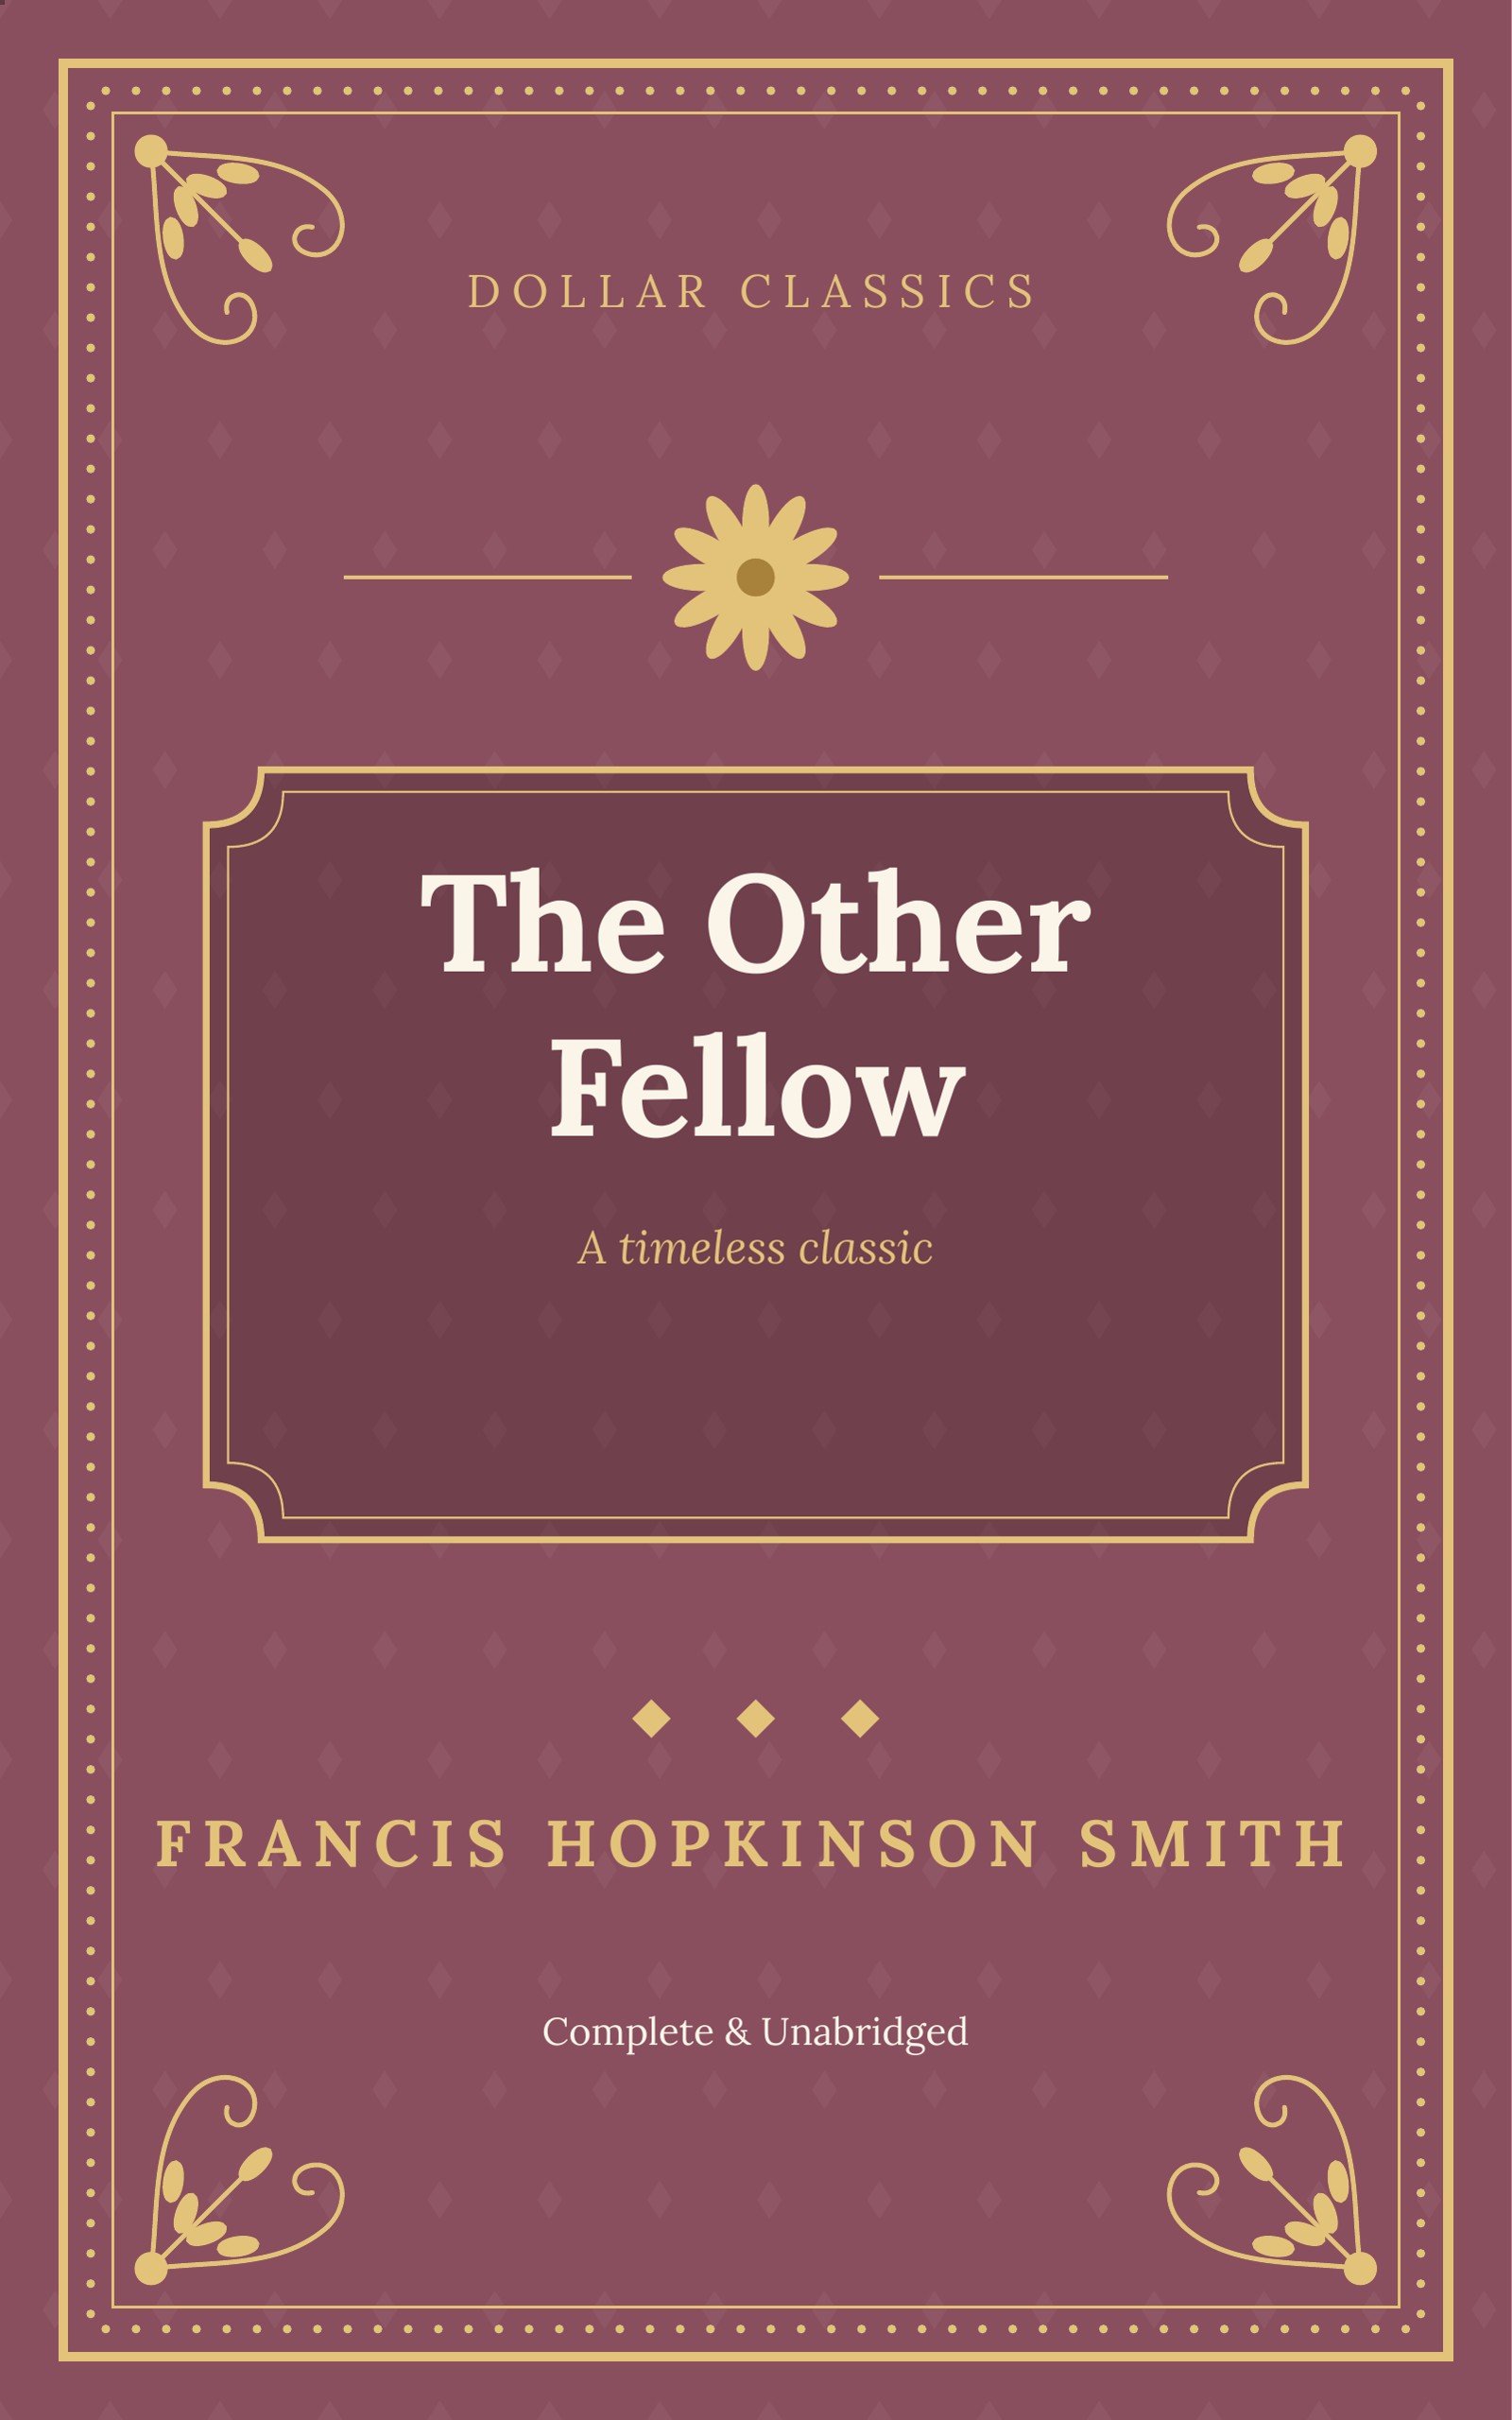 DOLLAR CLASSICS
The Other
Fellow
A timeless classic
FRANCIS HOPKINSON SMITH
Complete & Unabridged